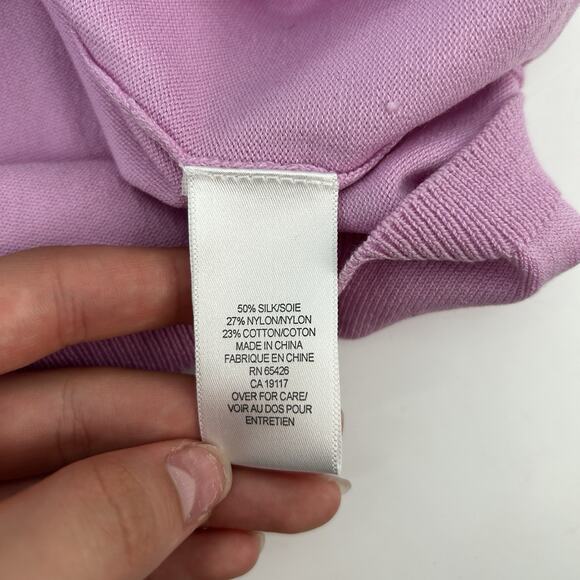 50% SILK/SOIE
27% NYLON/NYLON
23% COTTON/COTON
MADE IN CHINA
FABRIQUE EN CHINE
RN 65426
CA 19117
OVER FOR CARE/
VOIR AU DOS POUR
ENTRETIEN